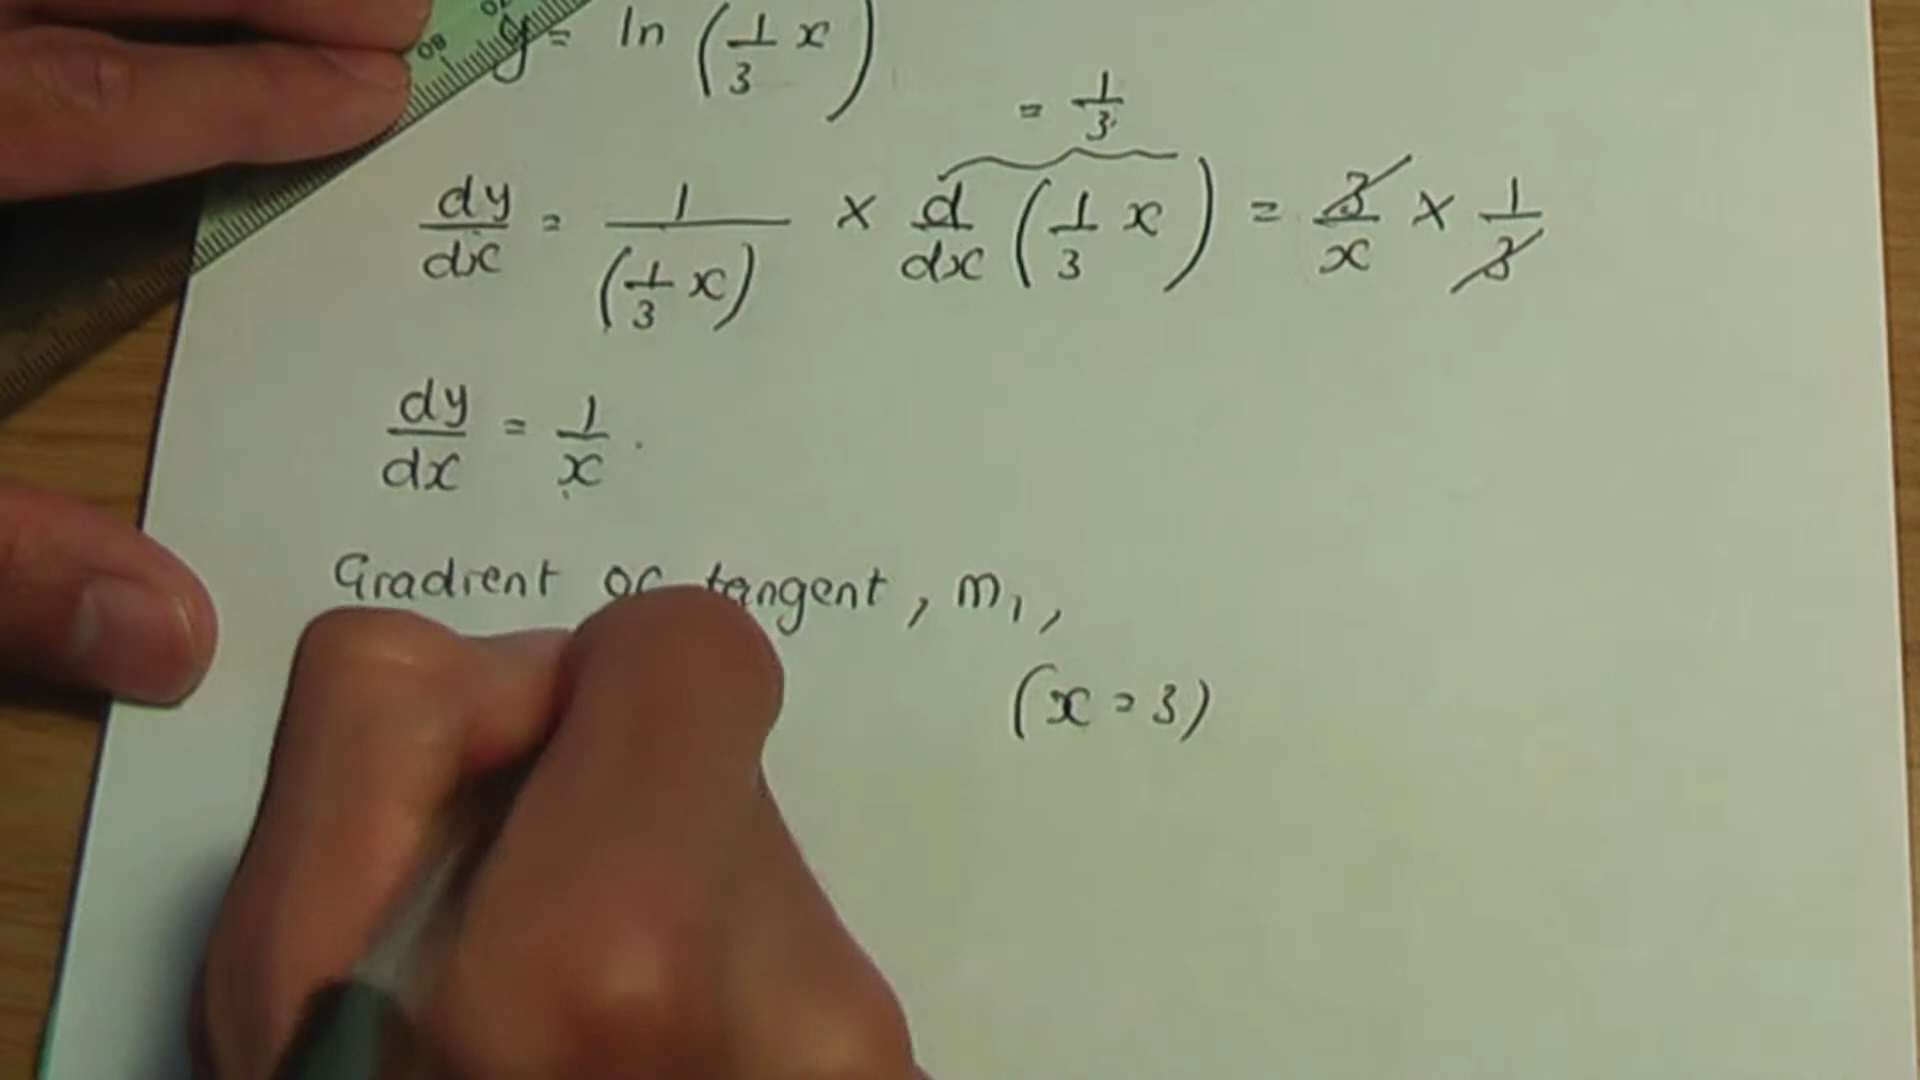 y = ln (1/3 x)
= 1/3
dy/dx = 1/(1/3 x) × d/dx (1/3 x) = 3/x × 1/3
dy/dx = 1/x .
Gradient of tangent, m₁,
(x = 3)
80